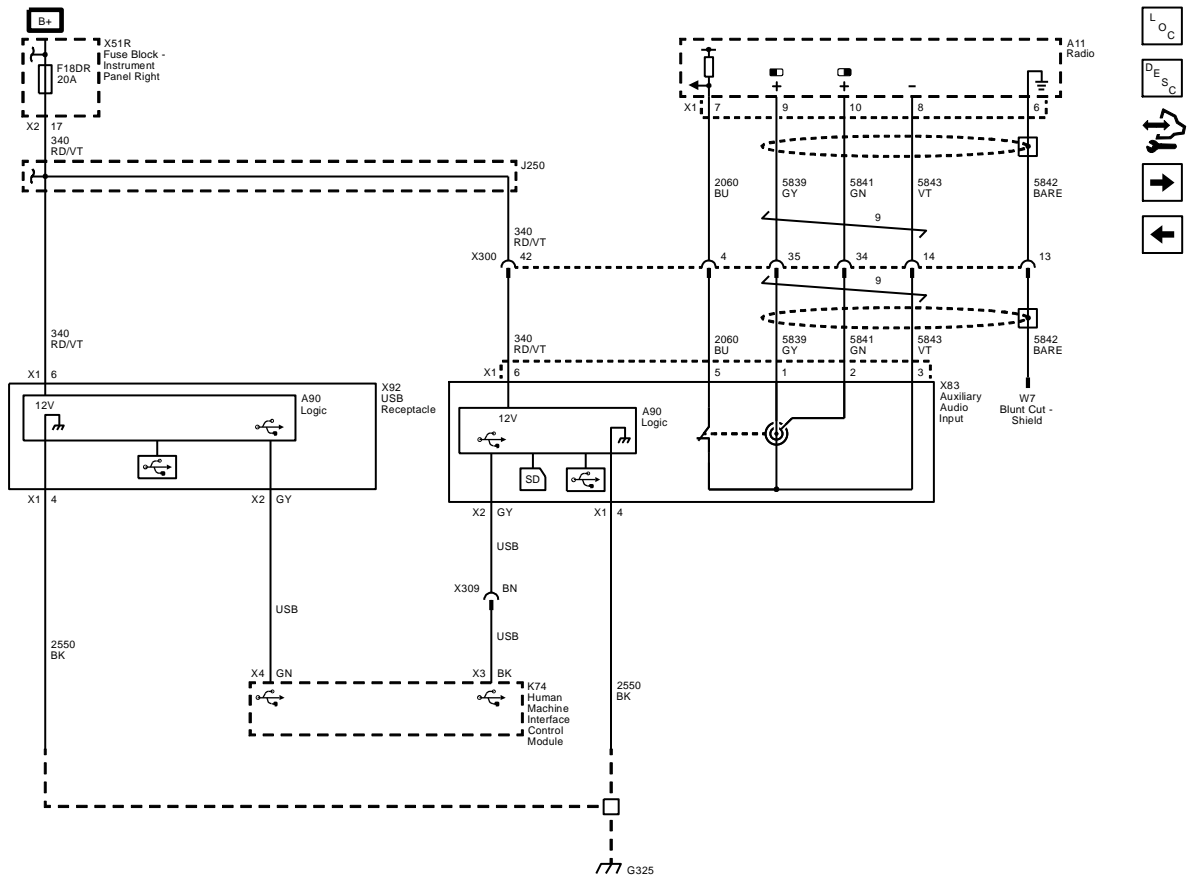 B+
X51R
Fuse Block -
Instrument
Panel Right
F18DR
20A
X2 17
340
RD/VT
J250
A11
Radio
+
+
–
X1 7 9 10 8 6
2060
BU
5839
GY
5841
GN
5843
VT
5842
BARE
9
340
RD/VT
X300 42 4 35 34 14 13
9
340
RD/VT
340
RD/VT
2060
BU
5839
GY
5841
GN
5843
VT
5842
BARE
X1 6
X1 6 5 1 2 3
X92
USB
Receptacle
A90
Logic
12V
X83
Auxiliary
Audio
Input
A90
Logic
12V
SD
W7
Blunt Cut -
Shield
X1 4
X2 GY
X2 GY
X1 4
USB
X309 BN
USB
USB
2550
BK
X4 GN
X3 BK
K74
Human
Machine
Interface
Control
Module
2550
BK
G325
LOC
DESC